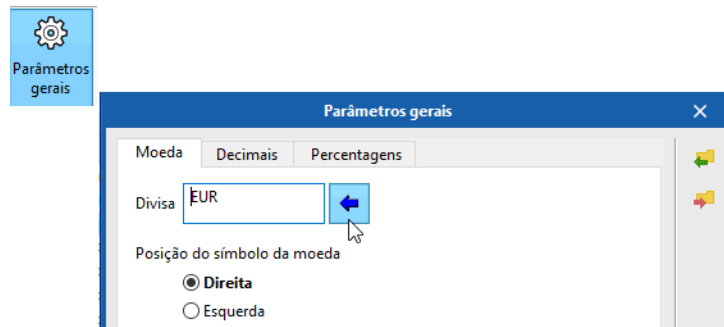 Parâmetros
gerais
Parâmetros gerais
Moeda Decimais Percentagens
Divisa EUR
Posição do símbolo da moeda
Direita
Esquerda